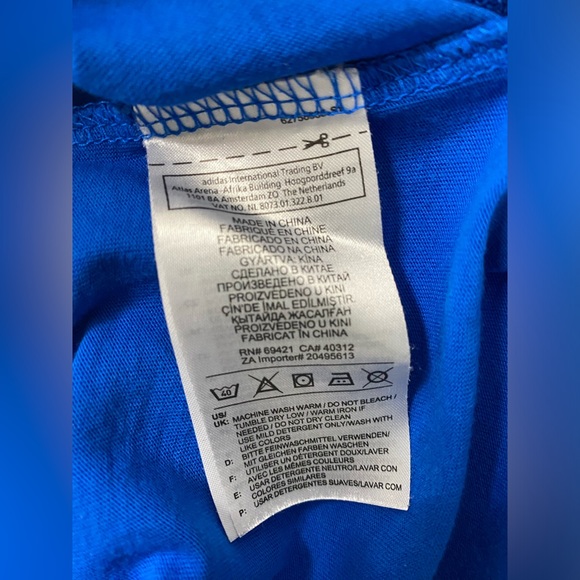 adidas International Trading BV
Atlas Arena - Afrika Building Hoogoorddreef 9a
1101 BA Amsterdam ZO The Netherlands
VAT NO. NL 8073.01.322.B.01
MADE IN CHINA
FABRIQUÉ EN CHINE
FABRICADO EN CHINA
FABRICADO NA CHINA
GYÁRTVA: KÍNA
СДЕЛАНО В КИТАЕ
ПРОИЗВЕДЕНО В КИТАЙ
PROIZVEDENO U KINI
ÇIN'DE İMAL EDİLMİŞTİR
ҚЫТАЙДА ЖАСАЛҒАН
PROIZVEDENO U KINI
FABRICAT IN CHINA
RN# 69421 CA# 40312
ZA Importer# 20495613
40
US/
UK: MACHINE WASH WARM / DO NOT BLEACH /
TUMBLE DRY LOW / WARM IRON IF
NEEDED / DO NOT DRY CLEAN
USE MILD DETERGENT ONLY/WASH WITH
LIKE COLORS
D: BITTE FEINWASCHMITTEL VERWENDEN/
MIT GLEICHEN FARBEN WASCHEN
F: UTILISER UN DÉTERGENT DOUX/LAVER
AVEC LES MÊMES COULEURS
E: USAR DETERGENTE NEUTRO/LAVAR CON
COLORES SIMILARES
P: USAR DETERGENTES SUAVES/LAVAR COM